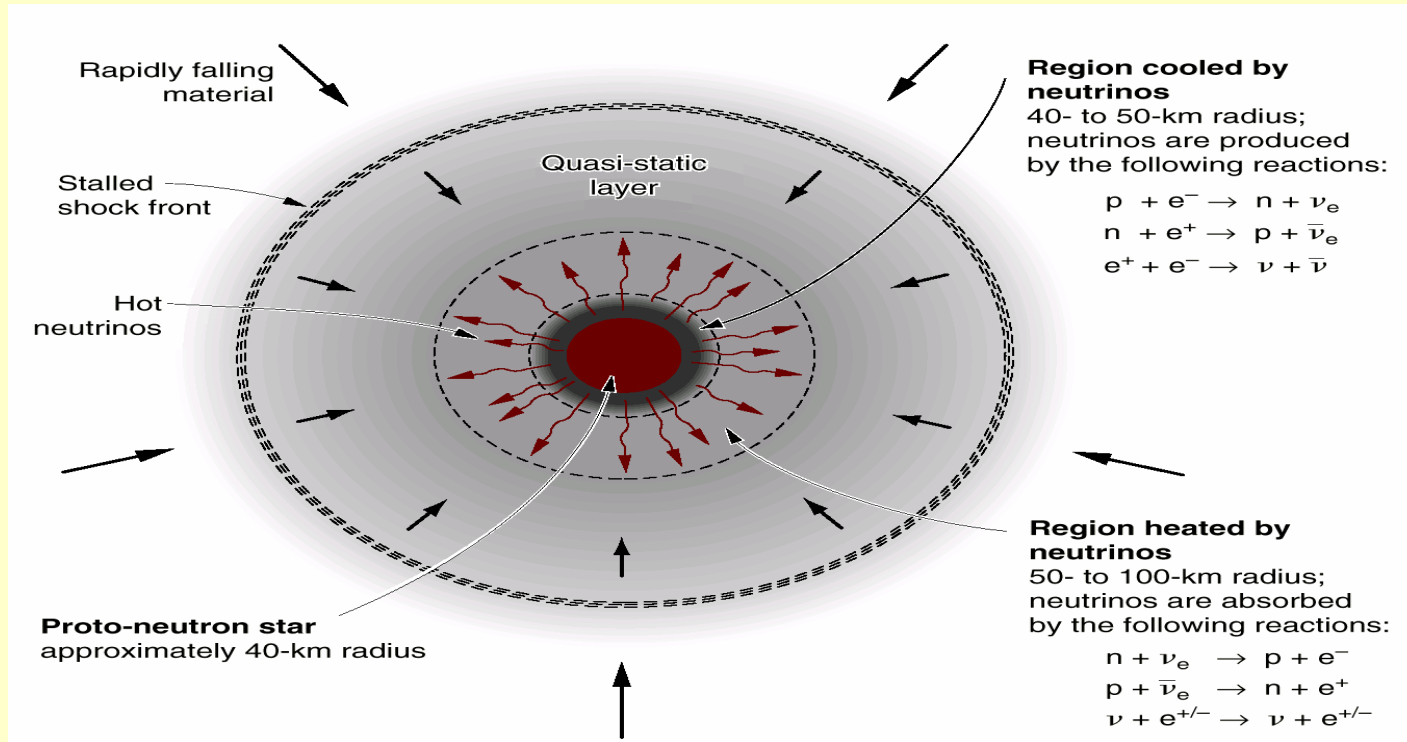 Rapidly falling
material
Stalled
shock front
Quasi-static
layer
Hot
neutrinos
Proto-neutron star
approximately 40-km radius
Region cooled by
neutrinos
40- to 50-km radius;
neutrinos are produced
by the following reactions:
p + e⁻ → n + νₑ
n + e⁺ → p + ν̅ₑ
e⁺ + e⁻ → ν + ν̅
Region heated by
neutrinos
50- to 100-km radius;
neutrinos are absorbed
by the following reactions:
n + νₑ → p + e⁻
p + ν̅ₑ → n + e⁺
ν + e⁺/⁻ → ν + e⁺/⁻